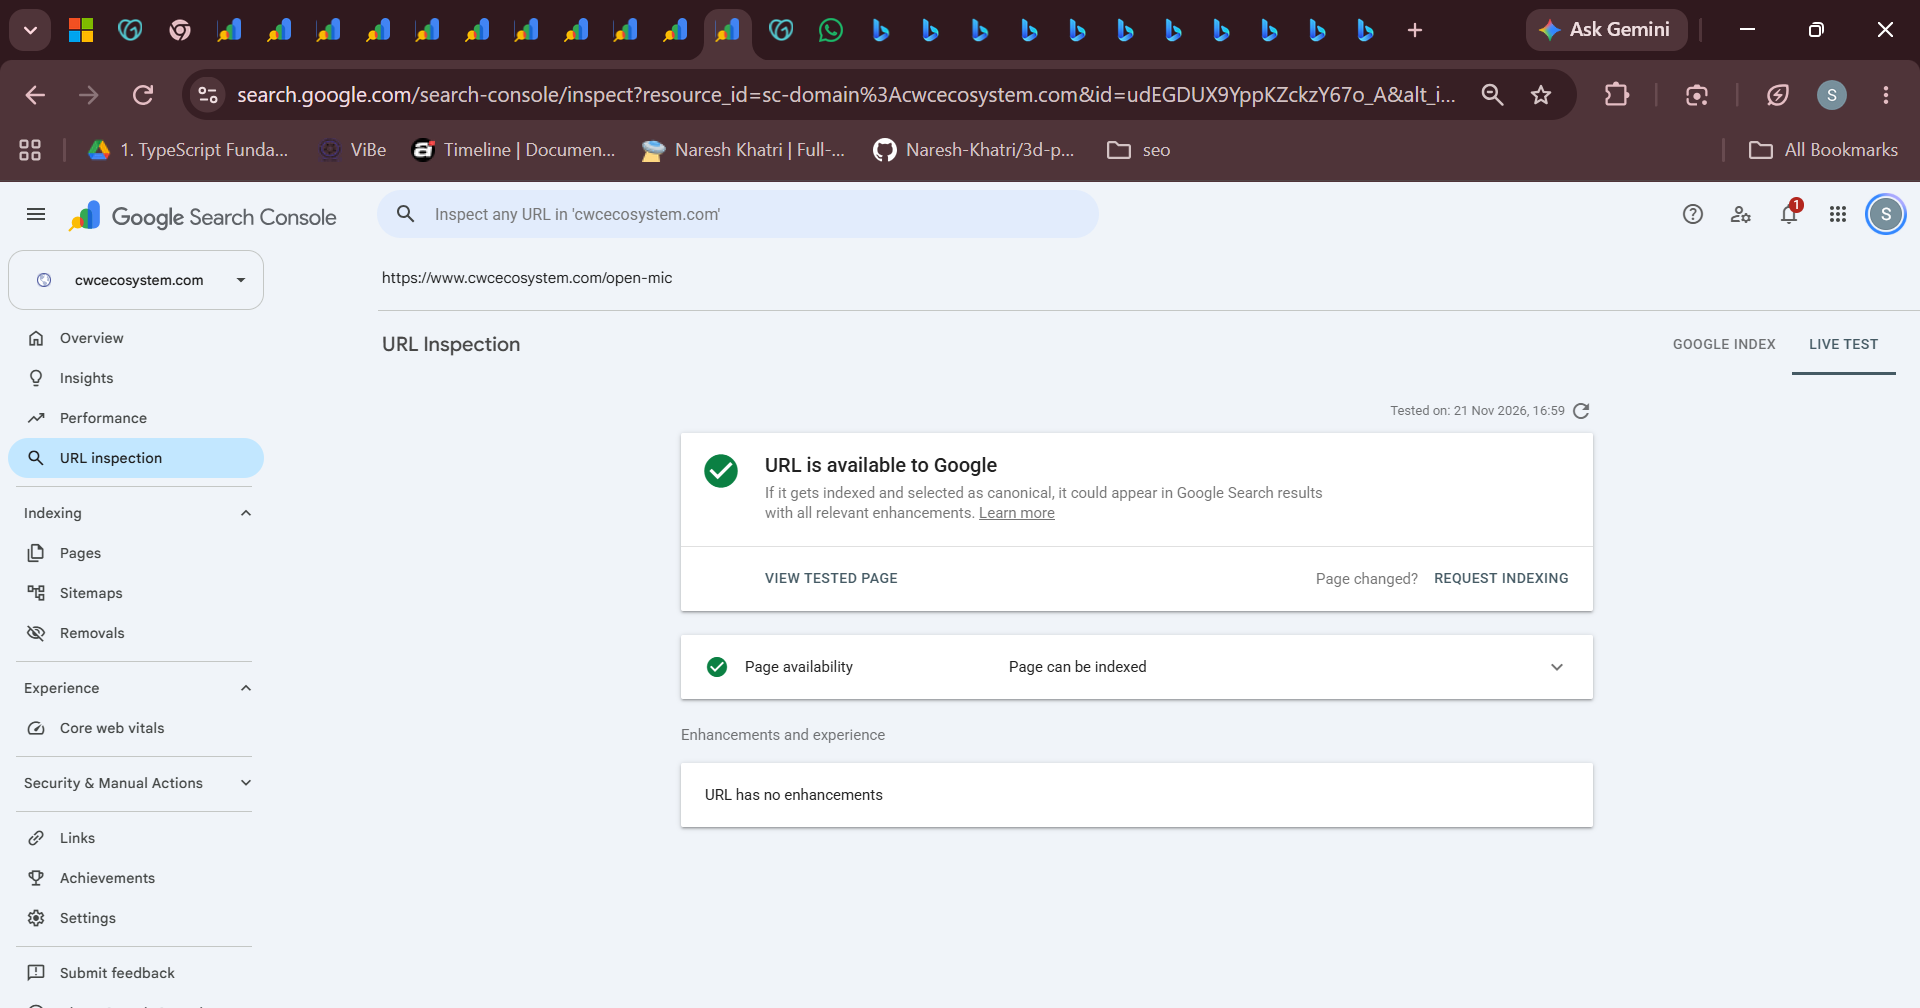 Ask Gemini
search.google.com/search-console/inspect?resource_id=sc-domain%3Acwcecosystem.com&id=udEGDUX9YppKZckzY67o_A&alt_i...
S
1. TypeScript Funda...
ViBe
Timeline | Documen...
Naresh Khatri | Full-...
Naresh-Khatri/3d-p...
seo
All Bookmarks
Google Search Console
Inspect any URL in 'cwcecosystem.com'
1
S
cwcecosystem.com
https://www.cwcecosystem.com/open-mic
Overview
Insights
Performance
URL inspection
Indexing
Pages
Sitemaps
Removals
Experience
Core web vitals
Security & Manual Actions
Links
Achievements
Settings
Submit feedback
URL Inspection
GOOGLE INDEX
LIVE TEST
Tested on: 21 Nov 2026, 16:59
URL is available to Google
If it gets indexed and selected as canonical, it could appear in Google Search results
with all relevant enhancements. Learn more
VIEW TESTED PAGE
Page changed? REQUEST INDEXING
Page availability
Page can be indexed
Enhancements and experience
URL has no enhancements